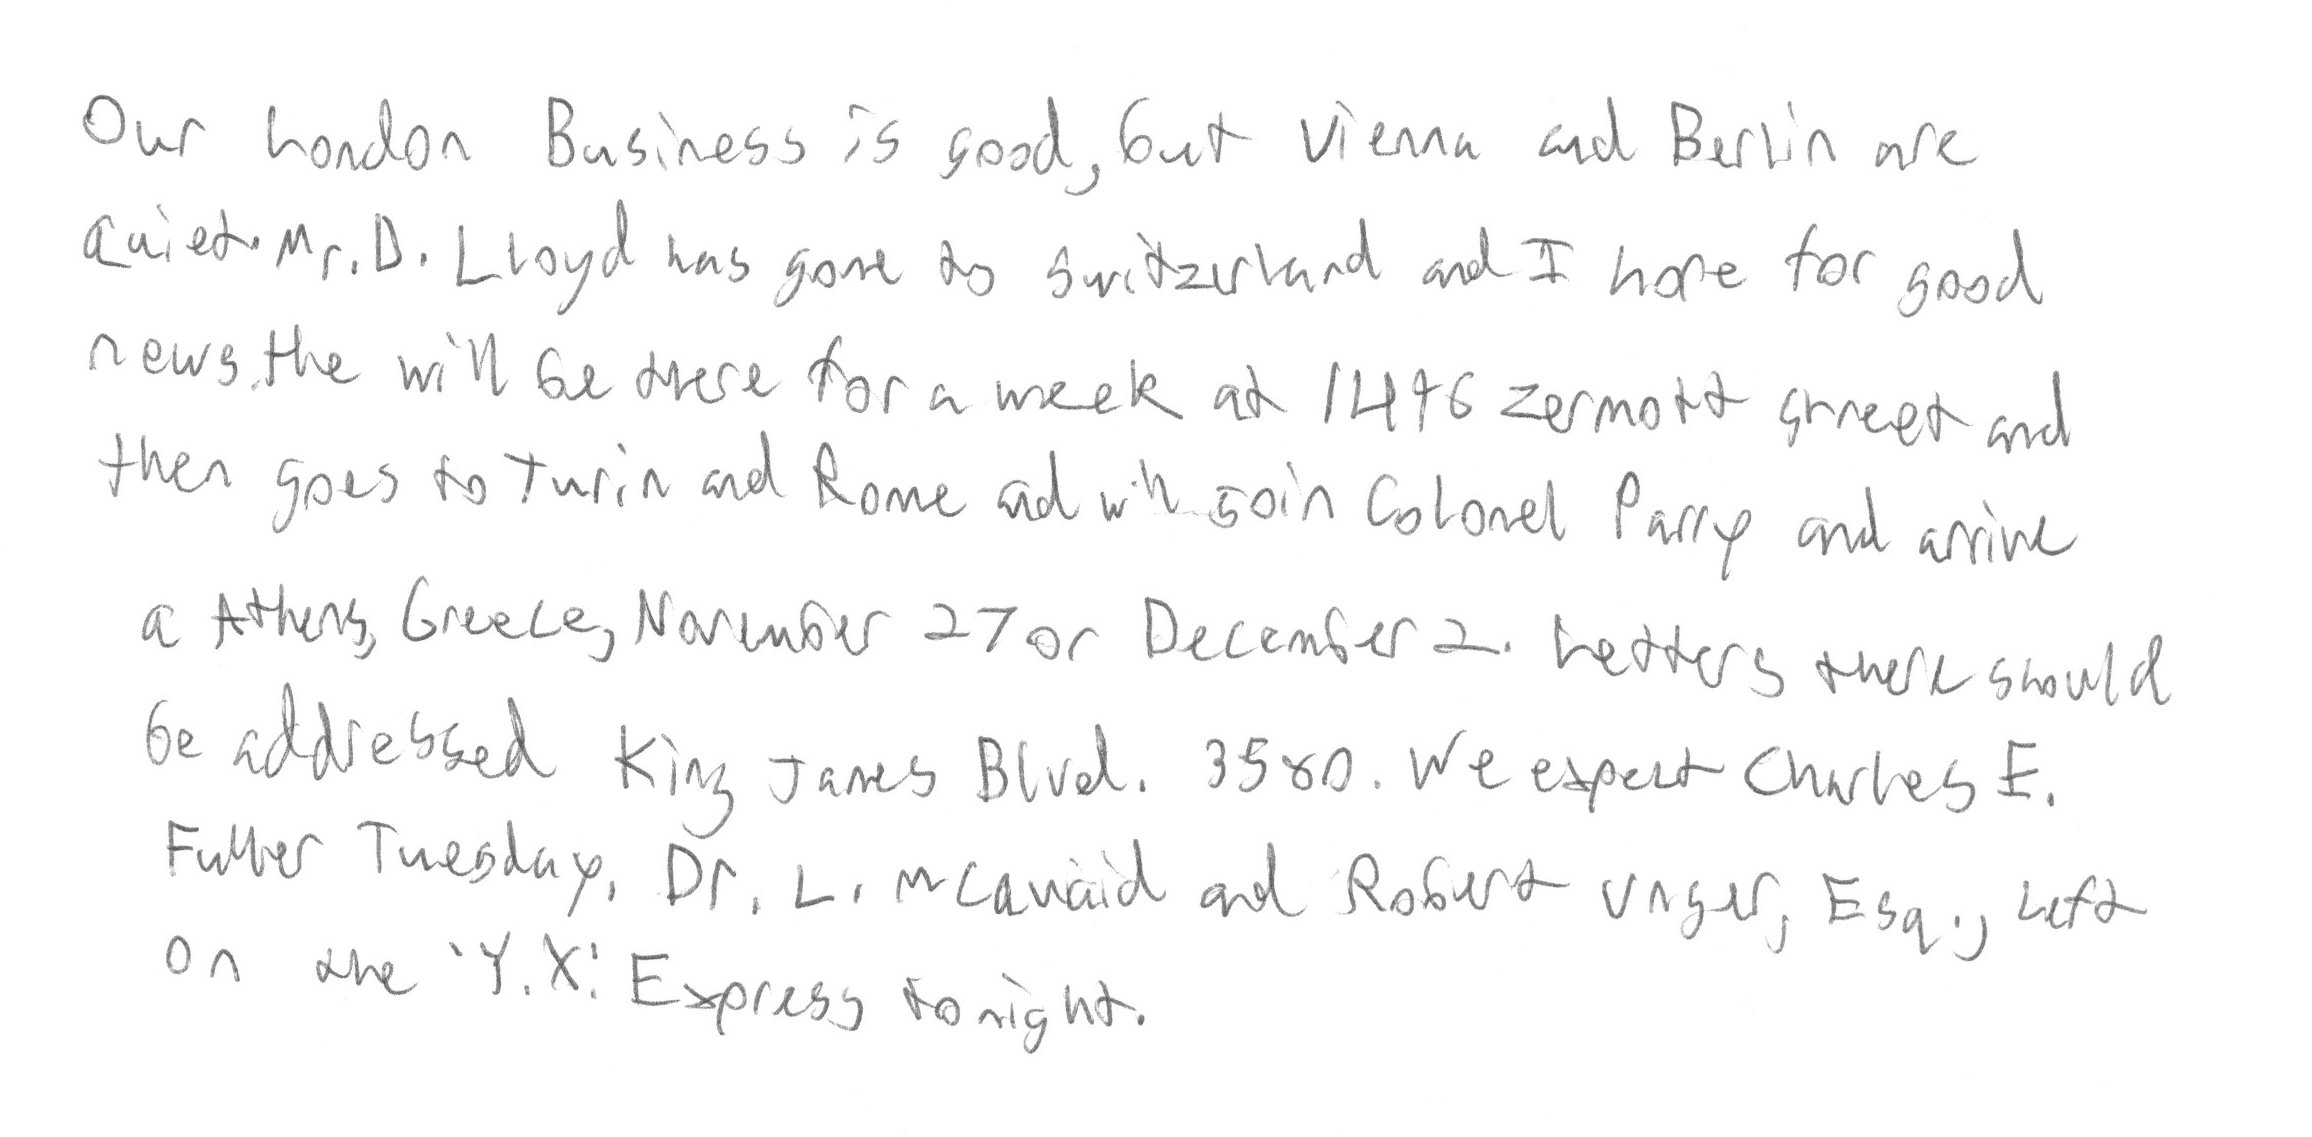 Our London Business is good, but Vienna and Berlin are
quiet. Mr. D. Lloyd has gone to Switzerland and I hope for good
news. the will be there for a week at 1496 Zermott street and
then goes to Turin and Rome and will join Colonel Parry and arrive
a Athens, Greece, November 27 or December 2. Letters there should
be addressed King James Blvd. 3580. We expect Charles E.
Fuller Tuesday. Dr. L. McQuaid and Robert Unger, Esq., left
on the 'Y.X.' Express tonight.